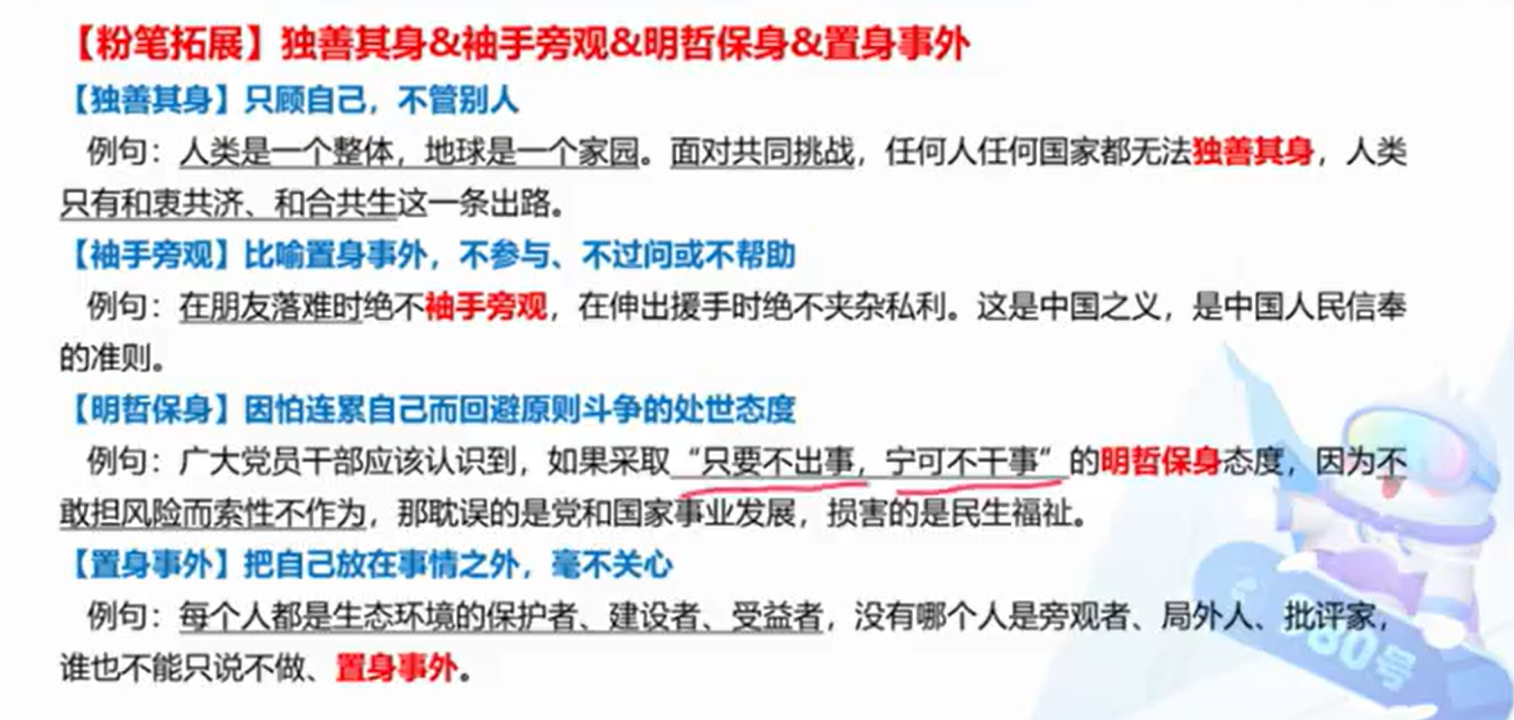 【粉笔拓展】独善其身&袖手旁观&明哲保身&置身事外
【独善其身】只顾自己，不管别人
例句：人类是一个整体，地球是一个家园。面对共同挑战，任何人任何国家都无法独善其身，人类
只有和衷共济、和合共生这一条出路。
【袖手旁观】比喻置身事外，不参与、不过问或不帮助
例句：在朋友落难时绝不袖手旁观，在伸出援手时绝不夹杂私利。这是中国之义，是中国人民信奉
的准则。
【明哲保身】因怕连累自己而回避原则斗争的处世态度
例句：广大党员干部应该认识到，如果采取“只要不出事，宁可不干事”的明哲保身态度，因为不
敢担风险而索性不作为，那耽误的是党和国家事业发展，损害的是民生福祉。
【置身事外】把自己放在事情之外，毫不关心
例句：每个人都是生态环境的保护者、建设者、受益者，没有哪个人是旁观者、局外人、批评家，
谁也不能只说不做、置身事外。
980号